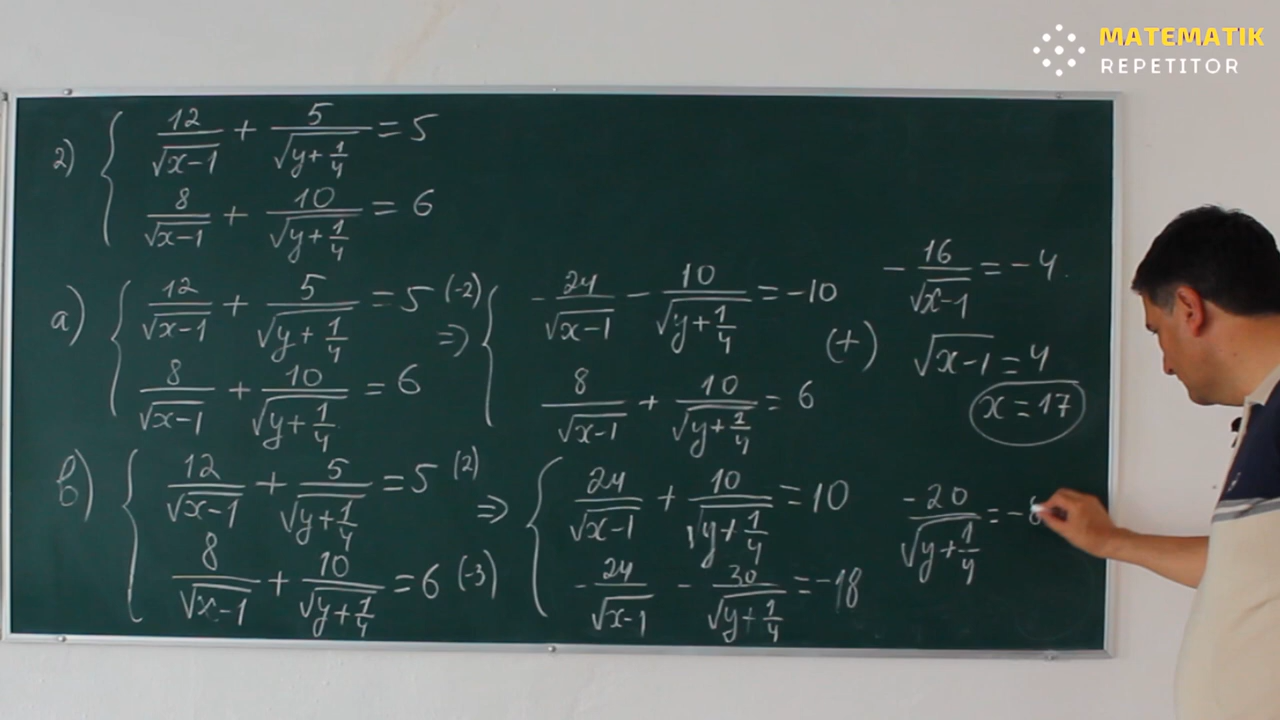 MATEMATIK
REPETITOR
2) { 12/√(x-1) + 5/√(y+1/4) = 5
8/√(x-1) + 10/√(y+1/4) = 6
a) { 12/√(x-1) + 5/√(y+1/4) = 5 (-2)
8/√(x-1) + 10/√(y+1/4) = 6
⇒ { -24/√(x-1) - 10/√(y+1/4) = -10
8/√(x-1) + 10/√(y+1/4) = 6
(+)
-16/√(x-1) = -4.
√(x-1) = 4
x = 17
b) { 12/√(x-1) + 5/√(y+1/4) = 5 (2)
8/√(x-1) + 10/√(y+1/4) = 6 (-3)
⇒ { 24/√(x-1) + 10/√(y+1/4) = 10
-24/√(x-1) - 30/√(y+1/4) = -18
-20/√(y+1/4) = -